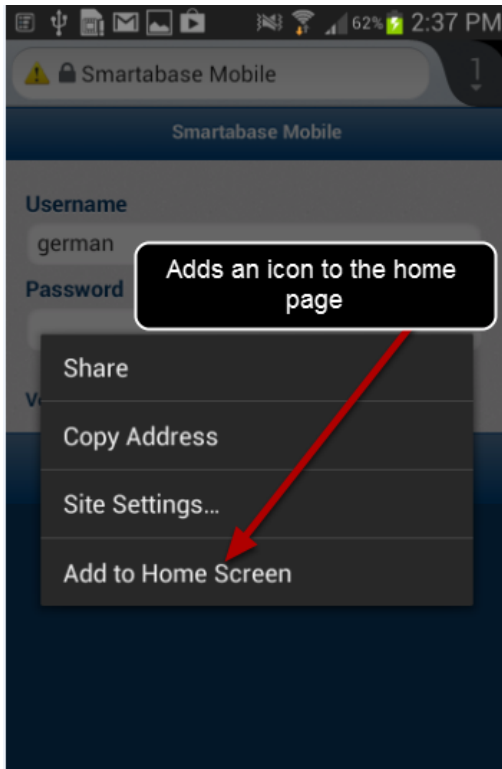 62% 2:37 PM
Smartabase Mobile
1
Smartabase Mobile
Username
german
Adds an icon to the home
page
Password
Share
Copy Address
Site Settings...
Add to Home Screen